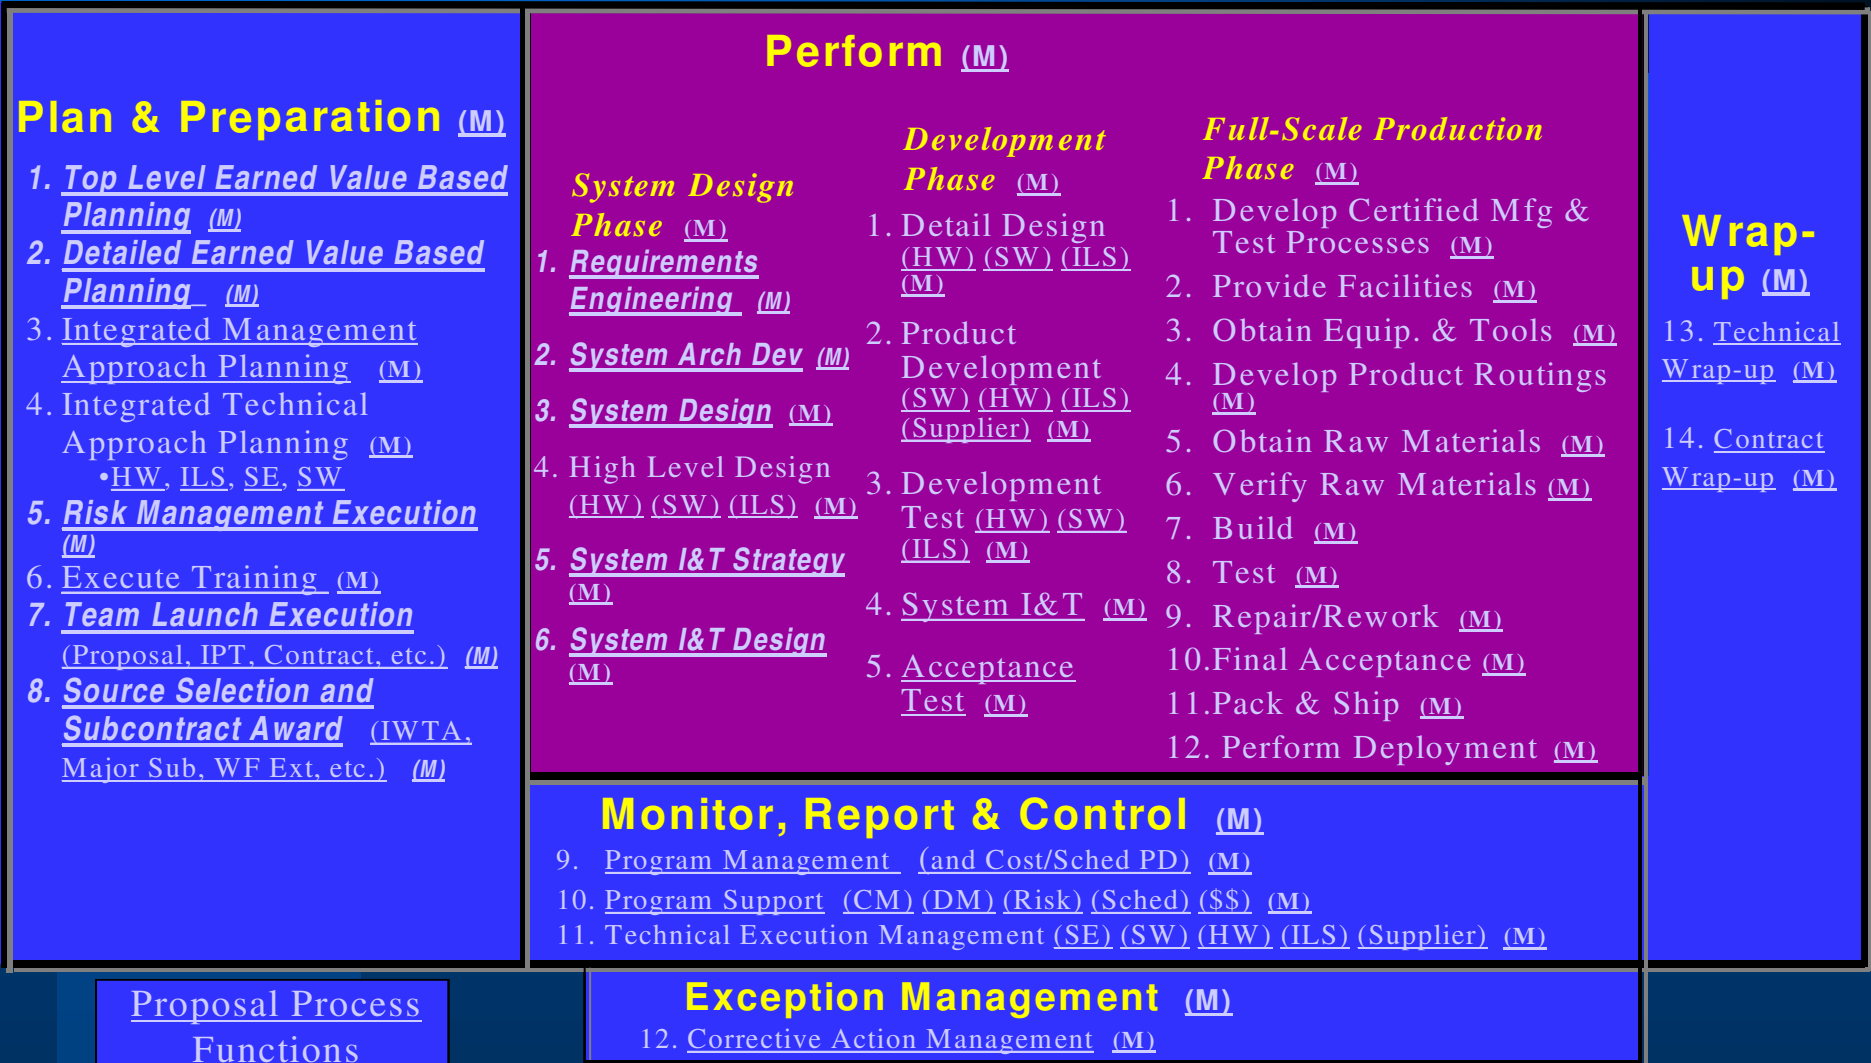 Plan & Preparation (M)
1. Top Level Earned Value Based
Planning (M)
2. Detailed Earned Value Based
Planning (M)
3. Integrated Management
Approach Planning (M)
4. Integrated Technical
Approach Planning (M)
•HW, ILS, SE, SW
5. Risk Management Execution
(M)
6. Execute Training (M)
7. Team Launch Execution
(Proposal, IPT, Contract, etc.) (M)
8. Source Selection and
Subcontract Award (IWTA,
Major Sub, WF Ext, etc.) (M)
Perform (M)
System Design
Phase (M)
1. Requirements
Engineering (M)
2. System Arch Dev (M)
3. System Design (M)
4. High Level Design
(HW) (SW) (ILS) (M)
5. System I&T Strategy
(M)
6. System I&T Design
(M)
Development
Phase (M)
1. Detail Design
(HW) (SW) (ILS)
(M)
2. Product
Development
(SW) (HW) (ILS)
(Supplier) (M)
3. Development
Test (HW) (SW)
(ILS) (M)
4. System I&T (M)
5. Acceptance
Test (M)
Full-Scale Production
Phase (M)
1. Develop Certified Mfg &
Test Processes (M)
2. Provide Facilities (M)
3. Obtain Equip. & Tools (M)
4. Develop Product Routings
(M)
5. Obtain Raw Materials (M)
6. Verify Raw Materials (M)
7. Build (M)
8. Test (M)
9. Repair/Rework (M)
10.Final Acceptance (M)
11.Pack & Ship (M)
12. Perform Deployment (M)
Wrap-
up (M)
13. Technical
Wrap-up (M)
14. Contract
Wrap-up (M)
Monitor, Report & Control (M)
9. Program Management (and Cost/Sched PD) (M)
10. Program Support (CM) (DM) (Risk) (Sched) ($$) (M)
11. Technical Execution Management (SE) (SW) (HW) (ILS) (Supplier) (M)
Exception Management (M)
12. Corrective Action Management (M)
Proposal Process
Functions